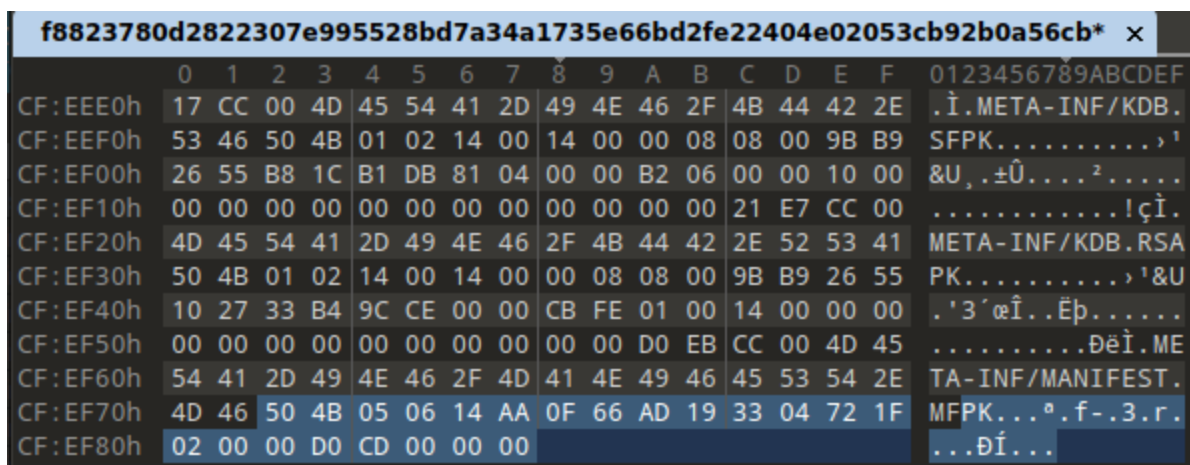 f8823780d2822307e995528bd7a34a1735e66bd2fe22404e02053cb92b0a56cb* ×
0 1 2 3 4 5 6 7 8 9 A B C D E F 0123456789ABCDEF
CF:EEE0h 17 CC 00 4D 45 54 41 2D 49 4E 46 2F 4B 44 42 2E .Ì.META-INF/KDB.
CF:EEF0h 53 46 50 4B 01 02 14 00 14 00 00 08 08 00 9B B9 SFPK..........›¹
CF:EF00h 26 55 B8 1C B1 DB 81 04 00 00 B2 06 00 00 10 00 &U¸.±Û....².....
CF:EF10h 00 00 00 00 00 00 00 00 00 00 00 00 21 E7 CC 00 ............!çÌ.
CF:EF20h 4D 45 54 41 2D 49 4E 46 2F 4B 44 42 2E 52 53 41 META-INF/KDB.RSA
CF:EF30h 50 4B 01 02 14 00 14 00 00 08 08 00 9B B9 26 55 PK..........›¹&U
CF:EF40h 10 27 33 B4 9C CE 00 00 CB FE 01 00 14 00 00 00 .'3´œÎ..Ëþ......
CF:EF50h 00 00 00 00 00 00 00 00 00 00 D0 EB CC 00 4D 45 ..........ÐëÌ.ME
CF:EF60h 54 41 2D 49 4E 46 2F 4D 41 4E 49 46 45 53 54 2E TA-INF/MANIFEST.
CF:EF70h 4D 46 50 4B 05 06 14 AA 0F 66 AD 19 33 04 72 1F MFPK...ª.f-.3.r.
CF:EF80h 02 00 00 D0 CD 00 00 00 ...ÐÍ...